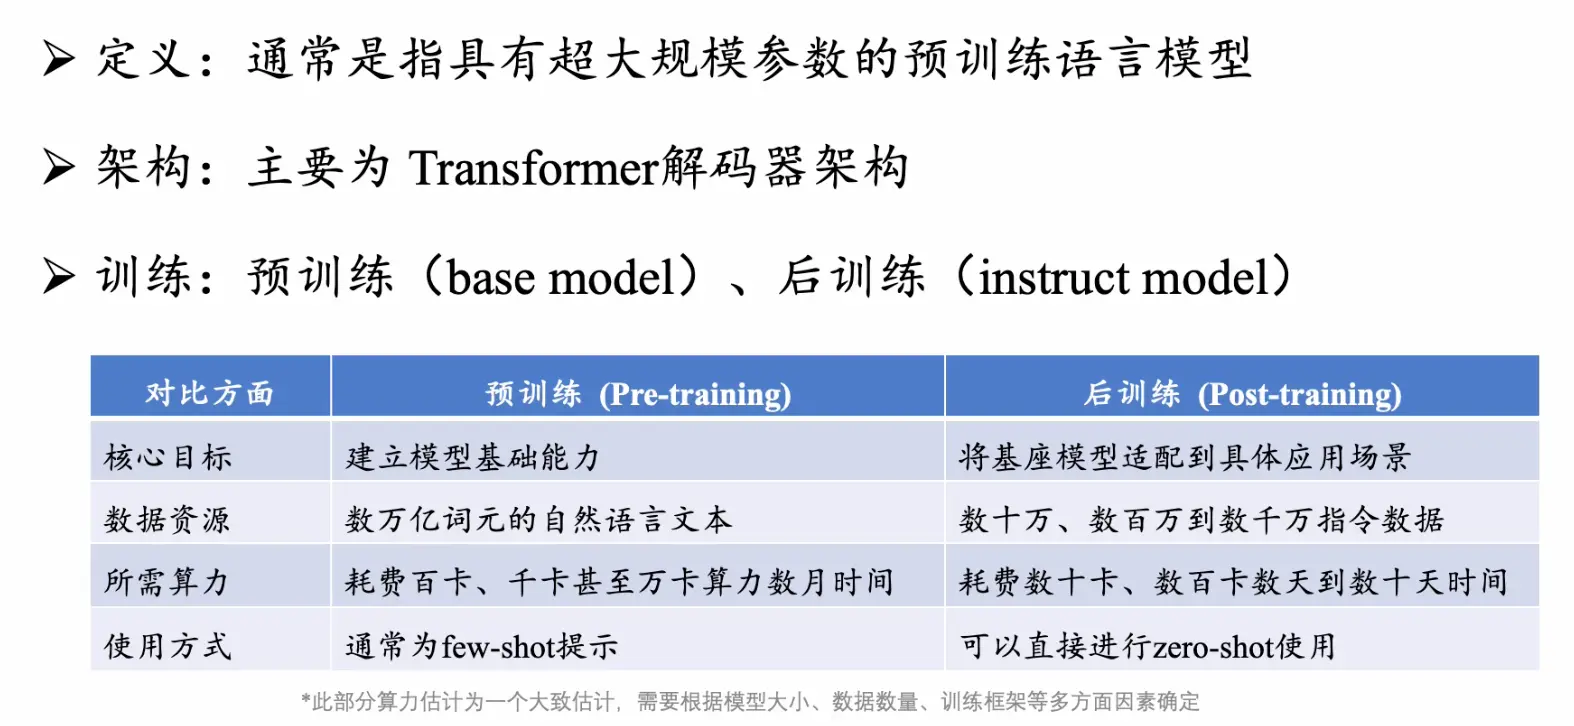 ➢ 定义：通常是指具有超大规模参数的预训练语言模型
➢ 架构：主要为 Transformer解码器架构
➢ 训练：预训练（base model）、后训练（instruct model）
对比方面 预训练 (Pre-training) 后训练 (Post-training)
核心目标 建立模型基础能力 将基座模型适配到具体应用场景
数据资源 数万亿词元的自然语言文本 数十万、数百万到数千万指令数据
所需算力 耗费百卡、千卡甚至万卡算力数月时间 耗费数十卡、数百卡数天到数十天时间
使用方式 通常为few-shot提示 可以直接进行zero-shot使用
*此部分算力估计为一个大致估计，需要根据模型大小、数据数量、训练框架等多方面因素确定